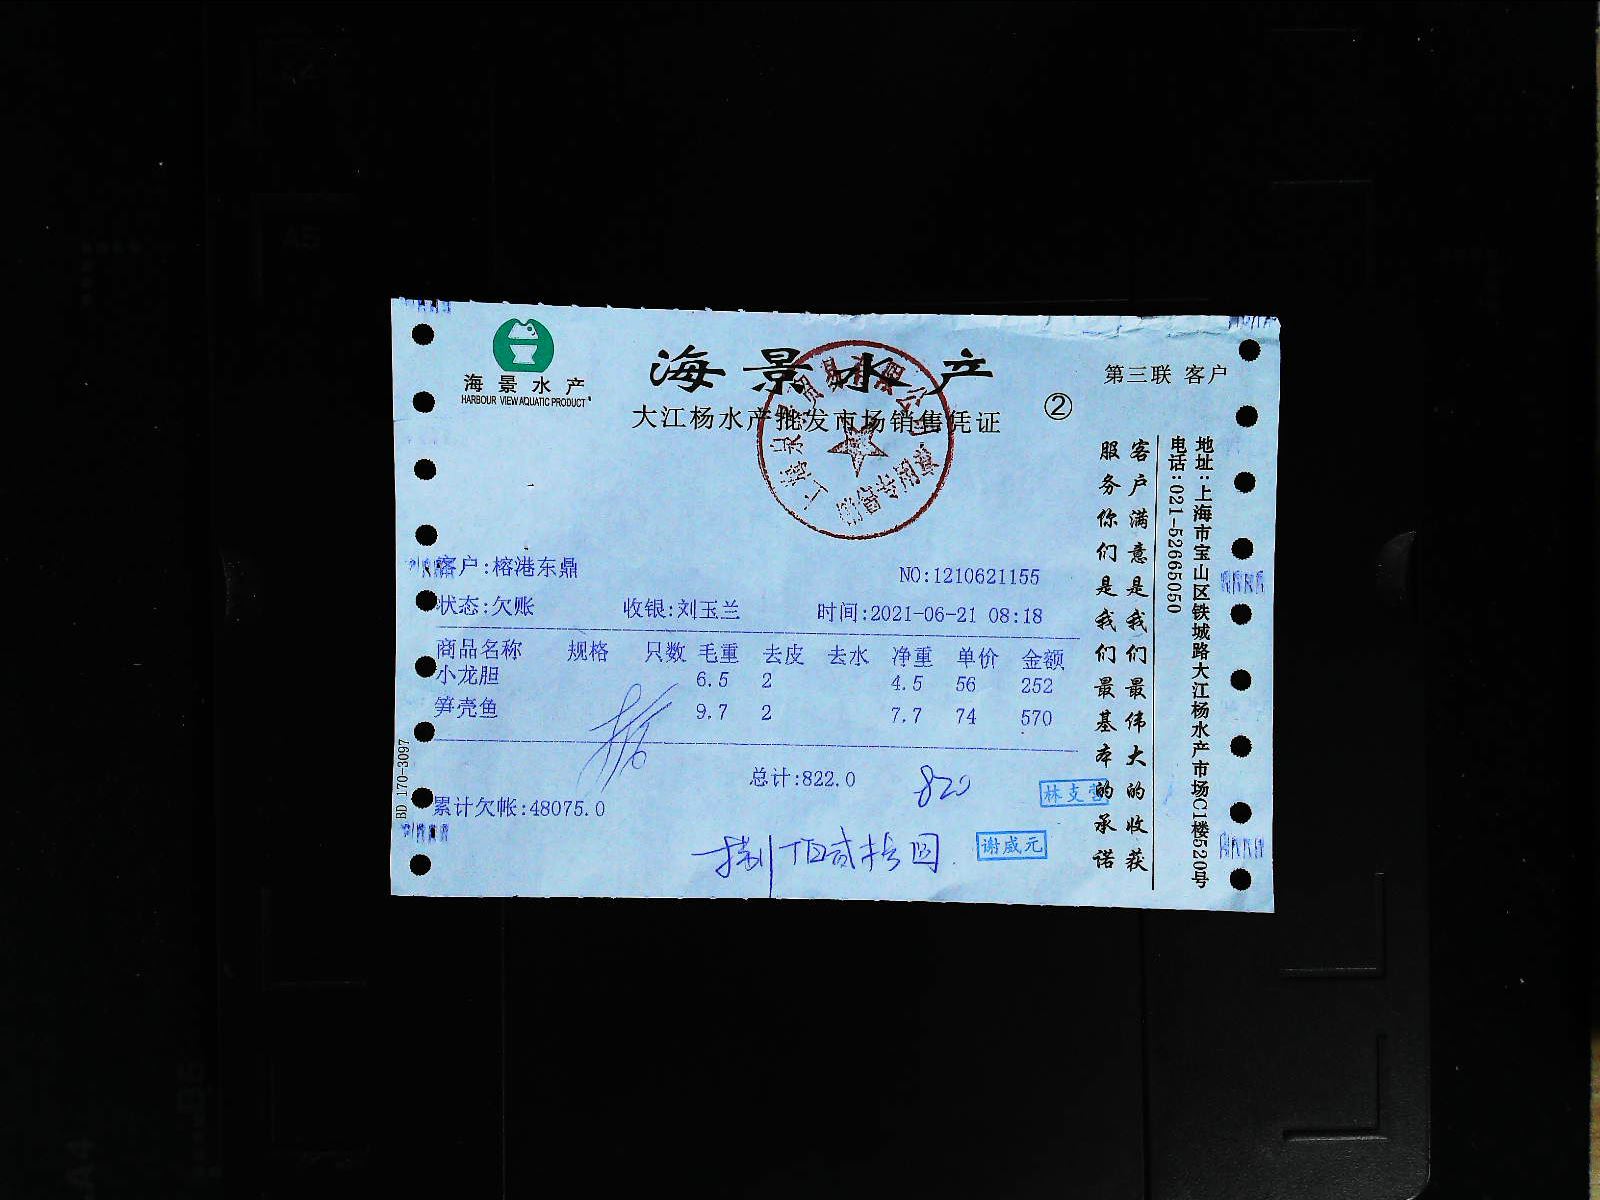 海景水产
HARBOUR VIEW AQUATIC PRODUCT
海景水产
第三联 客户
大江杨水产批发市场销售凭证
②
客户:榕港东鼎
NO:1210621155
状态:欠账 收银:刘玉兰 时间:2021-06-21 08:18
商品名称 规格 只数 毛重 去皮 去水 净重 单价 金额
小龙胆 6.5 2 4.5 56 252
笋壳鱼 9.7 2 7.7 74 570
总计:822.0
820
累计欠帐:48075.0
捌佰贰拾圆
谢威元
BD 170-3097
客户满意是我们最伟大的收获
服务你们是我们最基本的承诺
地址:上海市宝山区铁城路大江杨水产市场C1楼520号
电话:021-52665050